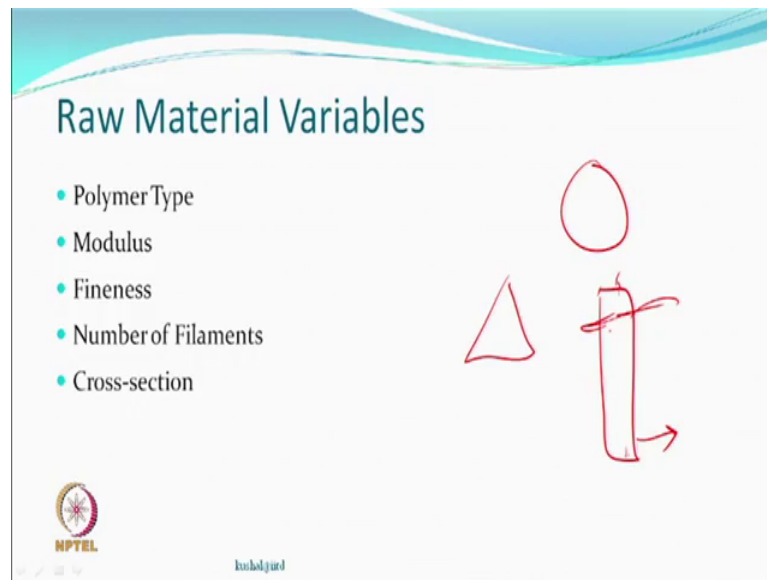 Raw Material Variables
Polymer Type
Modulus
Fineness
Number of Filaments
Cross-section
NPTEL